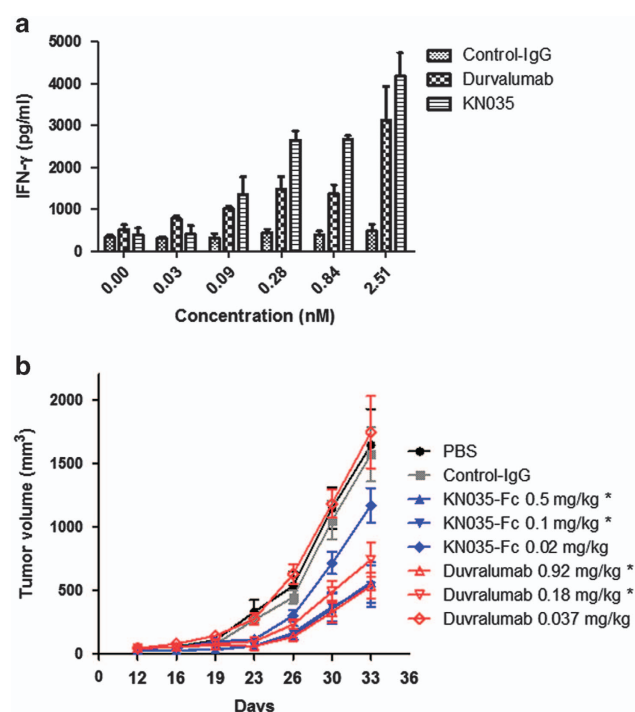 a
IFN-γ (pg/ml)
5000
4000
3000
2000
1000
0
0.00
0.03
0.09
0.28
0.84
2.51
Concentration (nM)
Control-IgG
Durvalumab
KN035
b
Tumor volume (mm³)
2000
1500
1000
500
0
0
12
16
19
23
26
30
33
36
Days
PBS
Control-IgG
KN035-Fc 0.5 mg/kg *
KN035-Fc 0.1 mg/kg *
KN035-Fc 0.02 mg/kg
Duvralumab 0.92 mg/kg *
Duvralumab 0.18 mg/kg *
Duvralumab 0.037 mg/kg